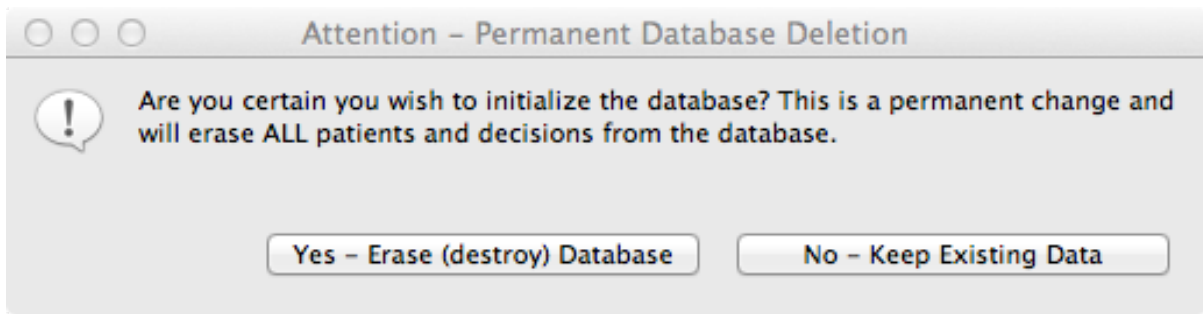 Attention – Permanent Database Deletion
Are you certain you wish to initialize the database? This is a permanent change and
will erase ALL patients and decisions from the database.
Yes – Erase (destroy) Database
No – Keep Existing Data